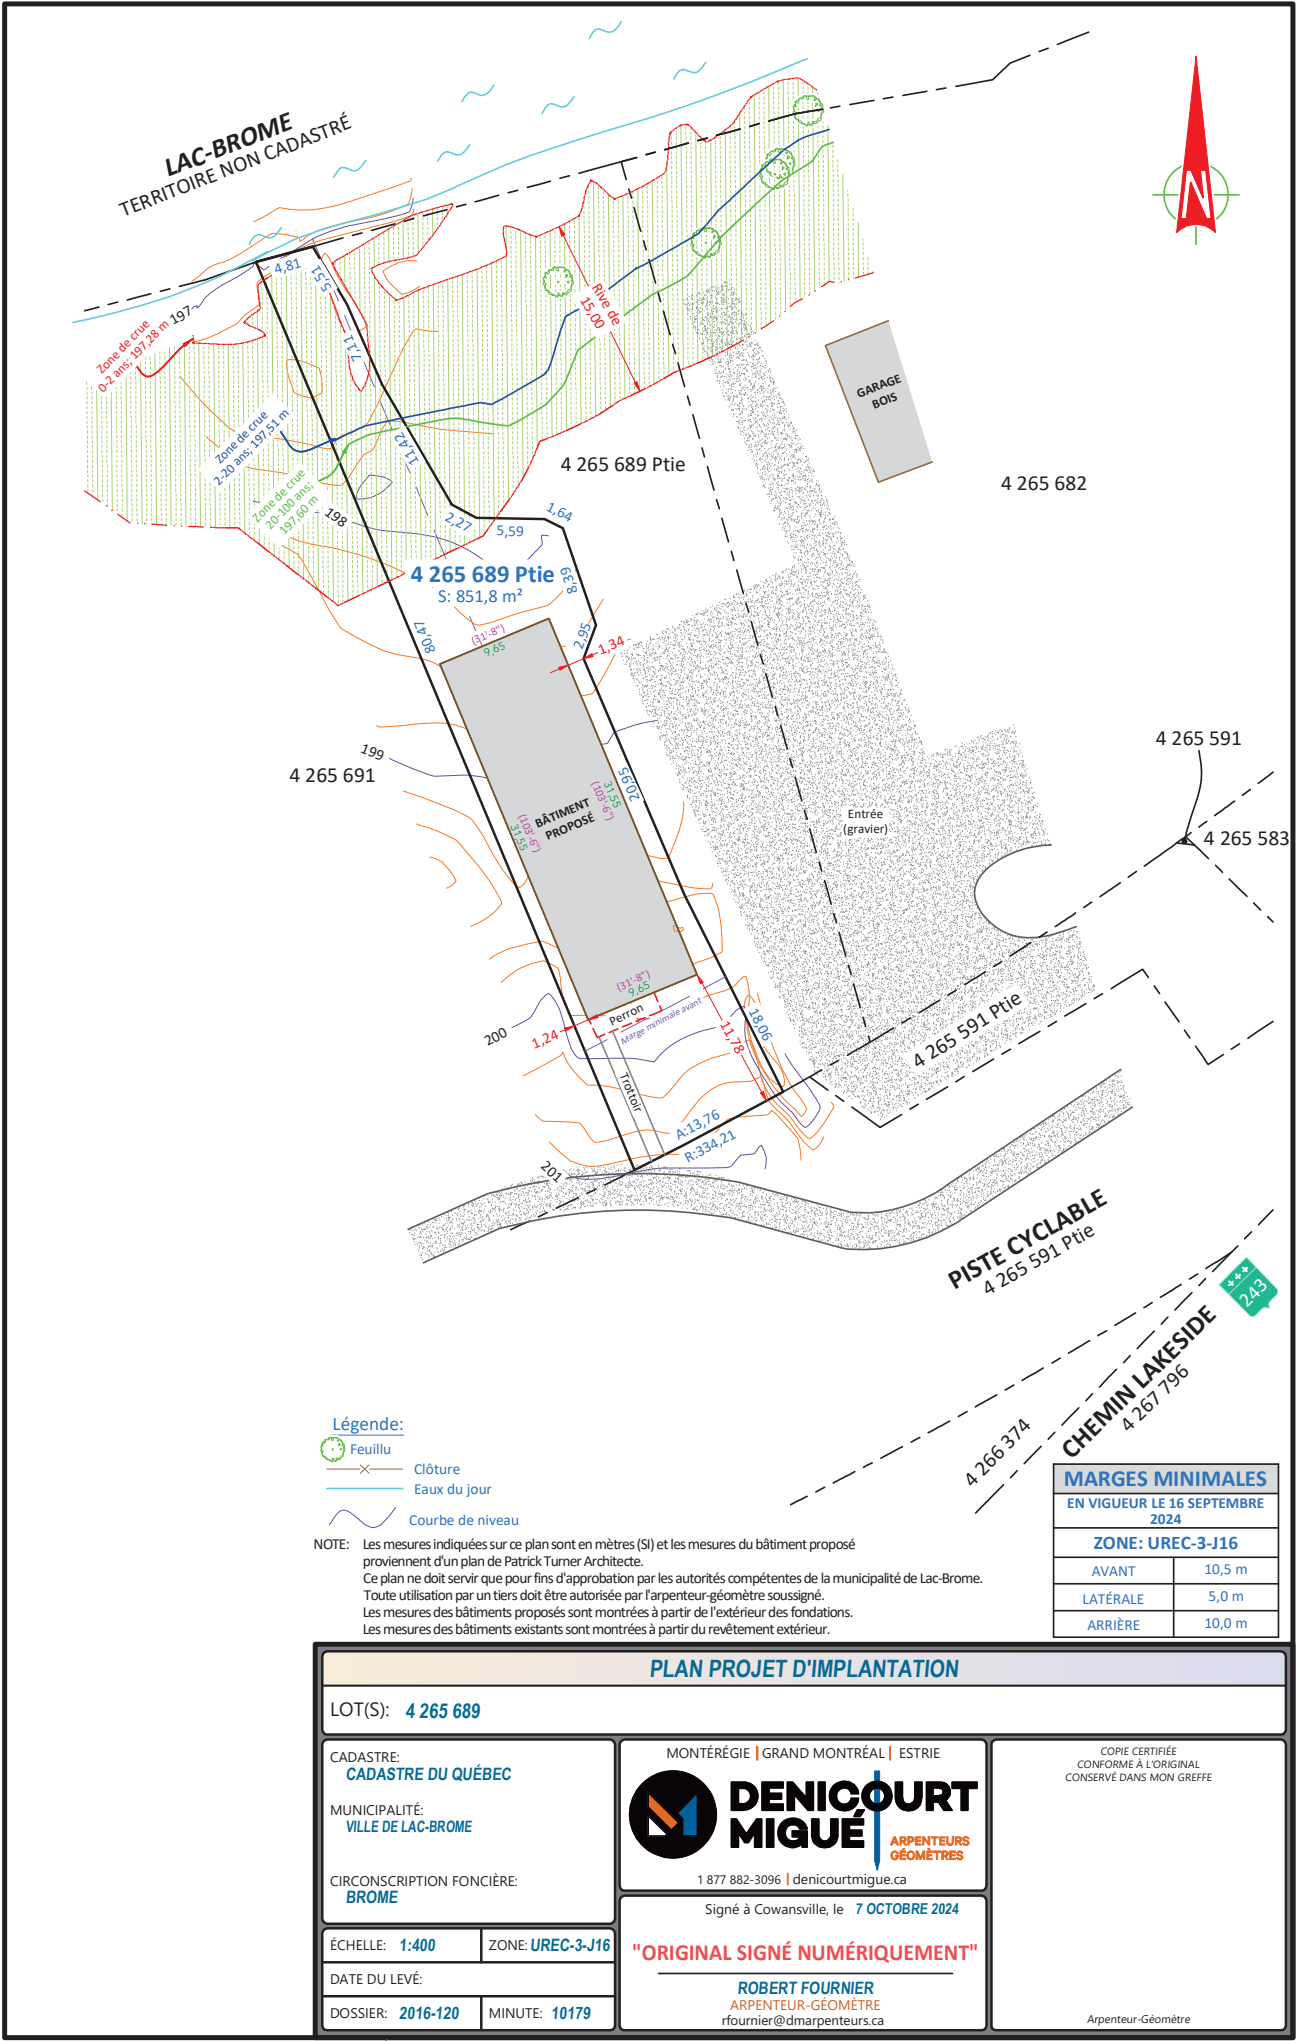 LAC-BROME
TERRITOIRE NON CADASTRÉ
N
4,81
5,51
197
Zone de crue
0-2 ans; 197,28 m
7,11
Rive de
15,00
GARAGE
BOIS
Zone de crue
2-20 ans; 197,51 m
11,42
4 265 689 Ptie
4 265 682
Zone de crue
20-100 ans;
197,60 m
198
2,27
5,59
1,64
4 265 689 Ptie
S: 851,8 m²
8,39
80,47
(31'-8")
9,65
2,95
1,34
199
4 265 691
4 265 591
20,95
31,55
(103'-6")
BÂTIMENT
PROPOSÉ
(103'-6")
31,55
Entrée
(gravier)
4 265 583
(31'-8")
9,65
Perron
Marge minimale avant
200
1,24
11,78
18,06
4 265 591 Ptie
Trottoir
A:13,76
R:334,21
201
PISTE CYCLABLE
4 265 591 Ptie
243
CHEMIN LAKESIDE
4 267 796
4 266 374
Légende:
Feuillu
Clôture
Eaux du jour
Courbe de niveau
NOTE: Les mesures indiquées sur ce plan sont en mètres (SI) et les mesures du bâtiment proposé
proviennent d'un plan de Patrick Turner Architecte.
Ce plan ne doit servir que pour fins d'approbation par les autorités compétentes de la municipalité de Lac-Brome.
Toute utilisation par un tiers doit être autorisée par l'arpenteur-géomètre soussigné.
Les mesures des bâtiments proposés sont montrées à partir de l'extérieur des fondations.
Les mesures des bâtiments existants sont montrées à partir du revêtement extérieur.
MARGES MINIMALES
EN VIGUEUR LE 16 SEPTEMBRE
2024
ZONE: UREC-3-J16
AVANT 10,5 m
LATÉRALE 5,0 m
ARRIÈRE 10,0 m
PLAN PROJET D'IMPLANTATION
LOT(S): 4 265 689
CADASTRE:
CADASTRE DU QUÉBEC
MUNICIPALITÉ:
VILLE DE LAC-BROME
CIRCONSCRIPTION FONCIÈRE:
BROME
ÉCHELLE: 1:400 ZONE: UREC-3-J16
DATE DU LEVÉ:
DOSSIER: 2016-120 MINUTE: 10179
MONTÉRÉGIE | GRAND MONTRÉAL | ESTRIE
DENICOURT
MIGUÉ
ARPENTEURS
GÉOMÈTRES
1 877 882-3096 | denicourtmigue.ca
Signé à Cowansville, le 7 OCTOBRE 2024
"ORIGINAL SIGNÉ NUMÉRIQUEMENT"
ROBERT FOURNIER
ARPENTEUR-GÉOMÈTRE
rfournier@dmarpenteurs.ca
COPIE CERTIFIÉE
CONFORME À L'ORIGINAL
CONSERVÉ DANS MON GREFFE
Arpenteur-Géomètre